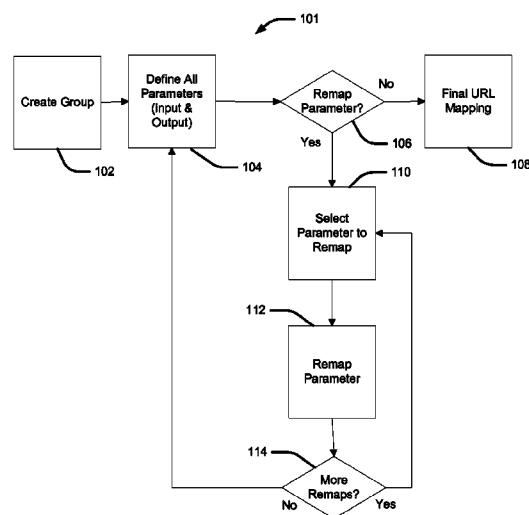 101
Create Group
102
Define All
Parameters
(Input &
Output)
104
Remap
Parameter?
No
Yes
106
Final URL
Mapping
108
110
Select
Parameter to
Remap
112
Remap
Parameter
114
More
Remaps?
No
Yes